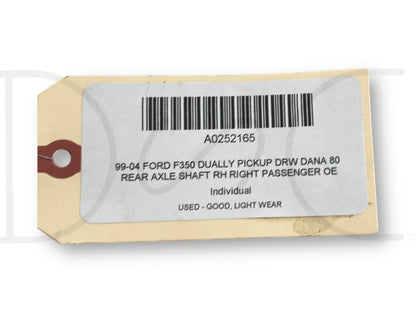 A0252165
99-04 FORD F350 DUALLY PICKUP DRW DANA 80
REAR AXLE SHAFT RH RIGHT PASSENGER OE
Individual
USED - GOOD, LIGHT WEAR